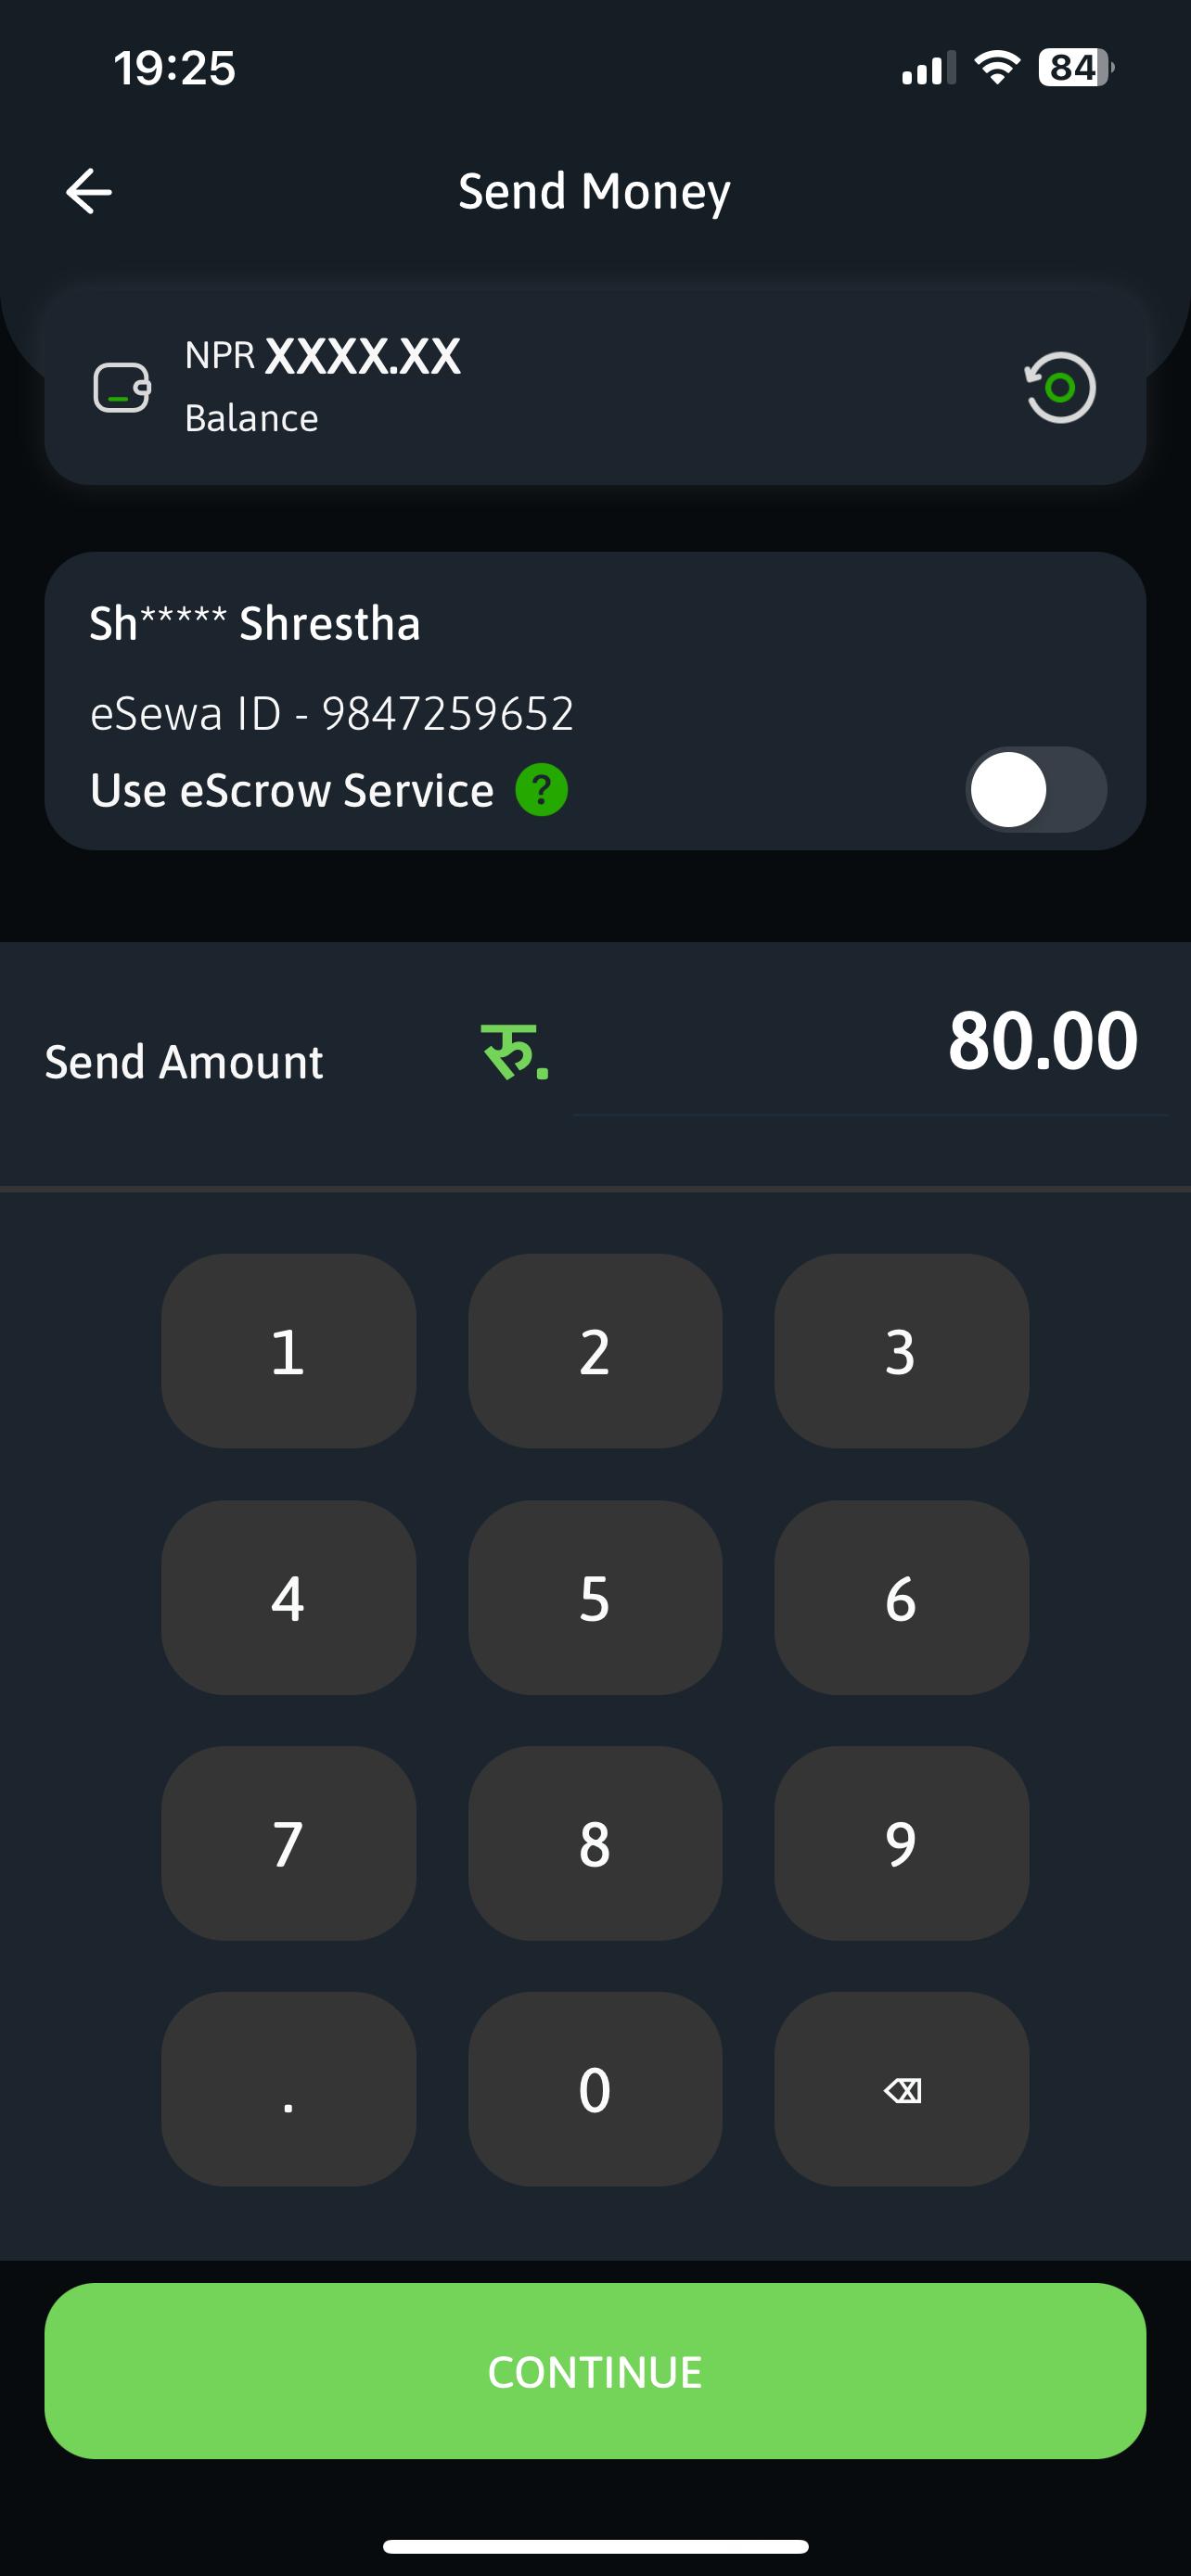 19:25
84
Send Money
NPR XXXX.XX
Balance
Sh***** Shrestha
eSewa ID - 9847259652
Use eScrow Service ?
Send Amount रु. 80.00
1 2 3
4 5 6
7 8 9
. 0
CONTINUE